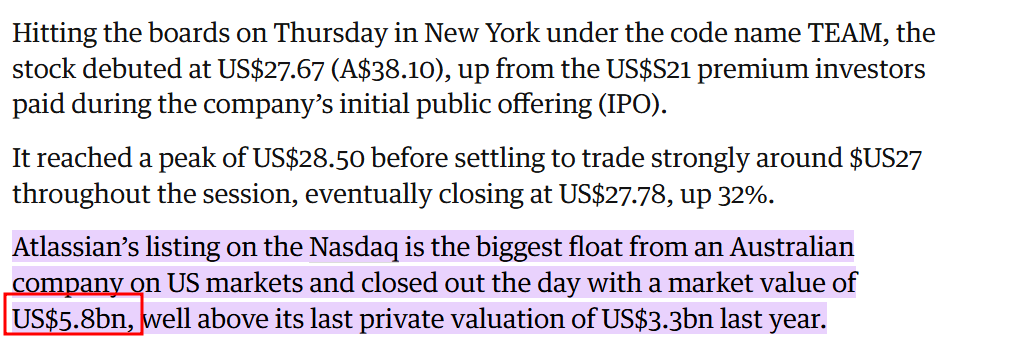 Hitting the boards on Thursday in New York under the code name TEAM, the
stock debuted at US$27.67 (A$38.10), up from the US$S21 premium investors
paid during the company’s initial public offering (IPO).
It reached a peak of US$28.50 before settling to trade strongly around $US27
throughout the session, eventually closing at US$27.78, up 32%.
Atlassian’s listing on the Nasdaq is the biggest float from an Australian
company on US markets and closed out the day with a market value of
US$5.8bn, well above its last private valuation of US$3.3bn last year.